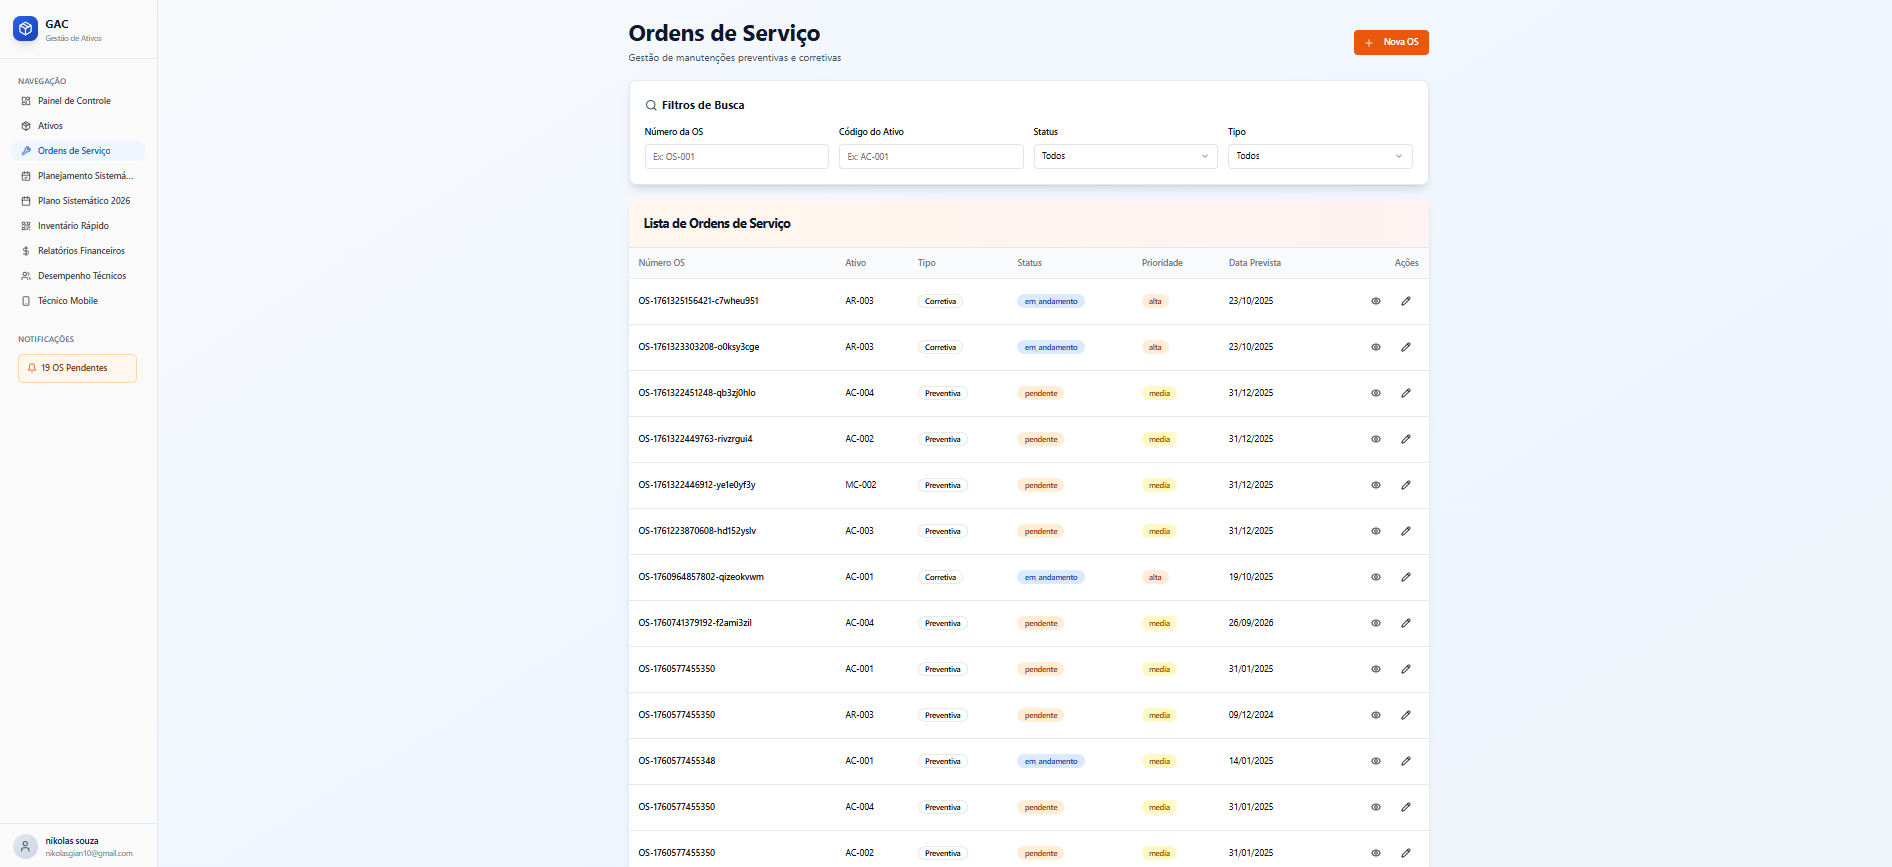 GAC
Gestão de Ativos
NAVEGAÇÃO
Painel de Controle
Ativos
Ordens de Serviço
Planejamento Sistemá...
Plano Sistemático 2026
Inventário Rápido
Relatórios Financeiros
Desempenho Técnicos
Técnico Mobile
NOTIFICAÇÕES
19 OS Pendentes
nikolas souza
nikolasgian10@gmail.com
Ordens de Serviço
Gestão de manutenções preventivas e corretivas
Nova OS
Filtros de Busca
Número da OS Código do Ativo Status Tipo
Ex: OS-001 Ex: AC-001 Todos Todos
Lista de Ordens de Serviço
Número OS Ativo Tipo Status Prioridade Data Prevista Ações
OS-1761325156421-c7wheu951 AR-003 Corretiva em_andamento alta 23/10/2025
OS-1761323303208-o0ksy3cge AR-003 Corretiva em_andamento alta 23/10/2025
OS-1761322451248-qb3zj0hlo AC-004 Preventiva pendente media 31/12/2025
OS-1761322449763-rivzrgui4 AC-002 Preventiva pendente media 31/12/2025
OS-1761322446912-ye1e0yf3y MC-002 Preventiva pendente media 31/12/2025
OS-1761223870608-hd152yslv AC-003 Preventiva pendente media 31/12/2025
OS-1760964857802-qizeokvwm AC-001 Corretiva em_andamento alta 19/10/2025
OS-1760741379192-f2ami3zil AC-004 Preventiva pendente media 26/09/2026
OS-1760577455350 AC-001 Preventiva pendente media 31/01/2025
OS-1760577455350 AR-003 Preventiva pendente media 09/12/2024
OS-1760577455348 AC-001 Preventiva em_andamento media 14/01/2025
OS-1760577455350 AC-004 Preventiva pendente media 31/01/2025
OS-1760577455350 AC-002 Preventiva pendente media 31/01/2025